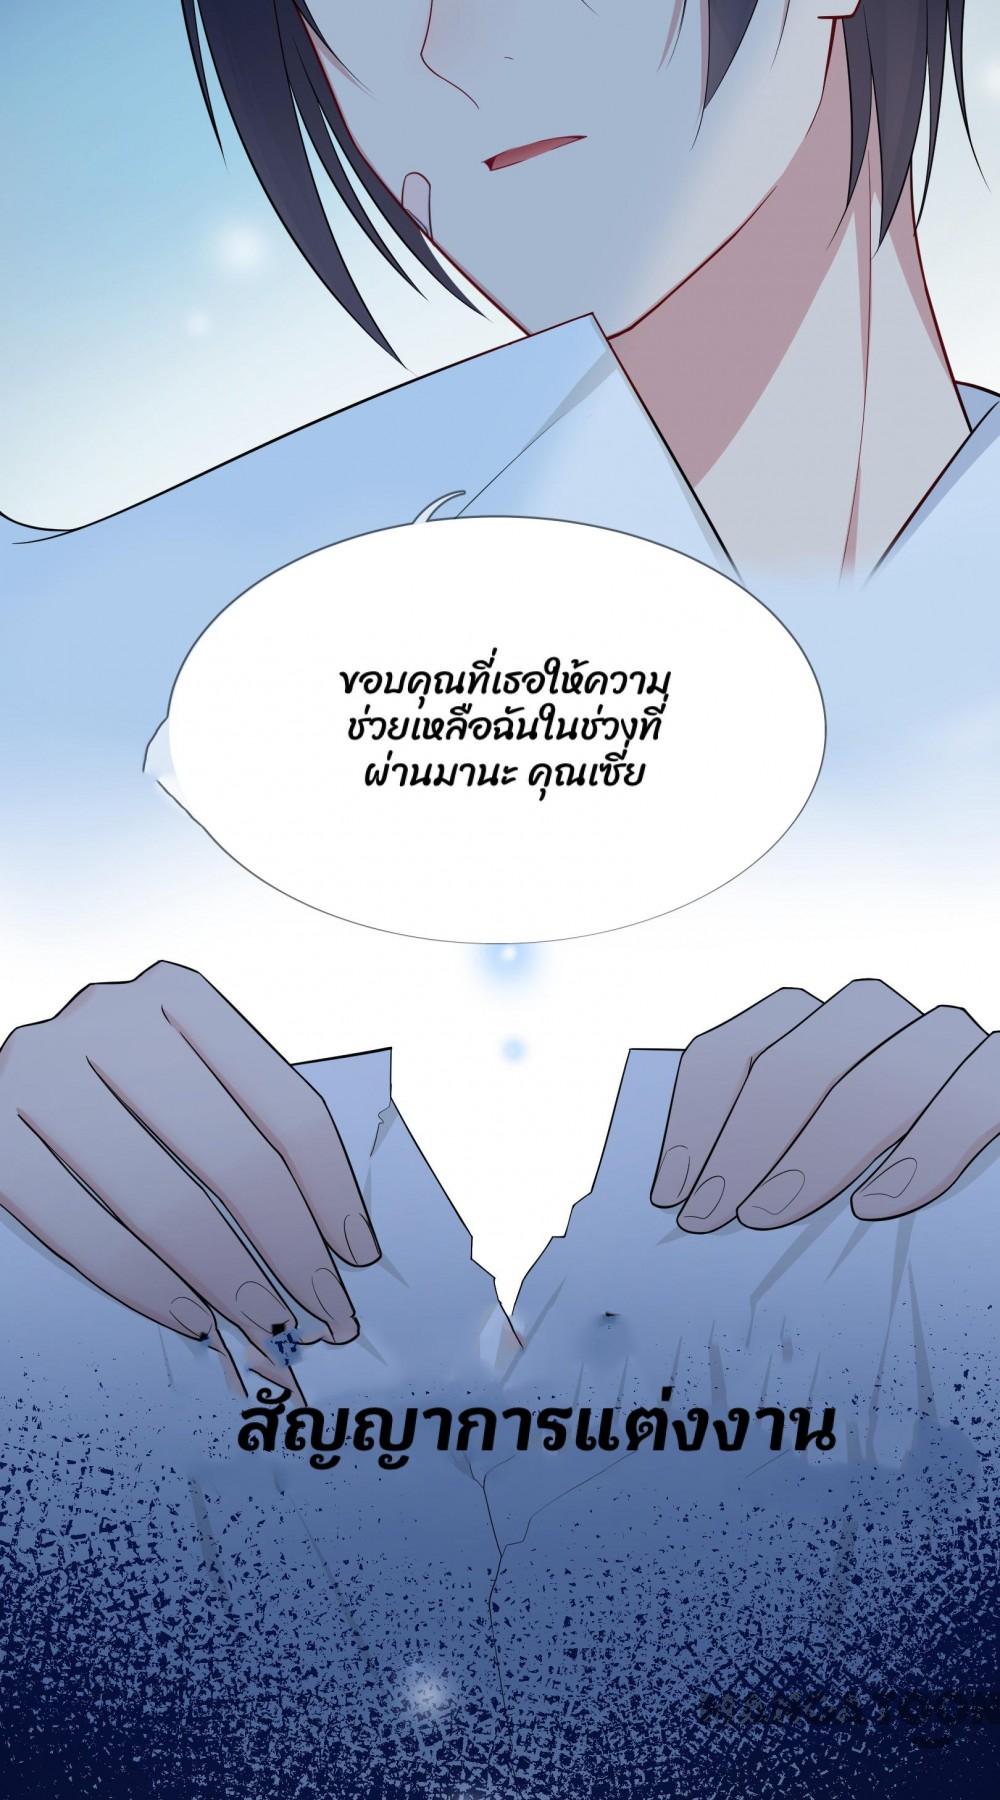 ขอบคุณที่เธอให้ความ
ช่วยเหลือฉันในช่วงที่
ผ่านมานะ คุณเซี่ย
สัญญาการแต่งงาน